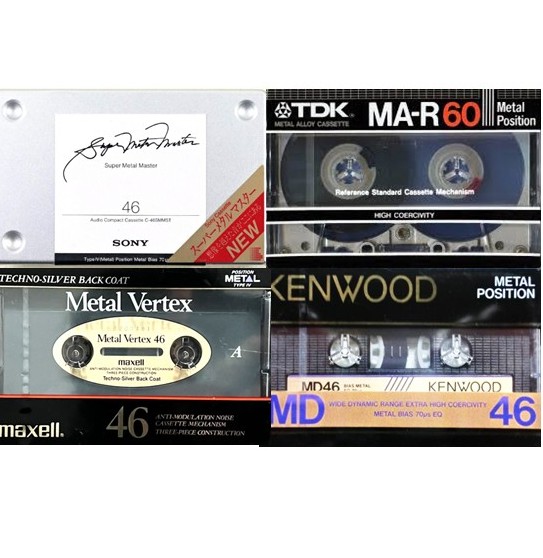 Super Metal Master
Super Metal Master
46
Audio Compact Cassette C-46SMMST
SONY
Type-IV(Metal) Position Metal Bias 70μs
スーパーメタルマスター
NEW
TDK MA-R 60 Metal
METAL ALLOY CASSETTE Position
Reference Standard Cassette Mechanism
HIGH COERCIVITY
TECHNO-SILVER BACK COAT
POSITION
METAL
TYPE IV
Metal Vertex
Metal Vertex 46
maxell
ANTI-MODULATION NOISE CASSETTE MECHANISM
THREE-PIECE CONSTRUCTION
Techno-Silver Back Coat
A
maxell.
46
ANTI-MODULATION NOISE
CASSETTE MECHANISM
THREE-PIECE CONSTRUCTION
KENWOOD
METAL
POSITION
MD46 BIAS-METAL KENWOOD
MD
WIDE DYNAMIC RANGE EXTRA HIGH COERCIVITY
METAL BIAS 70μs EQ
46